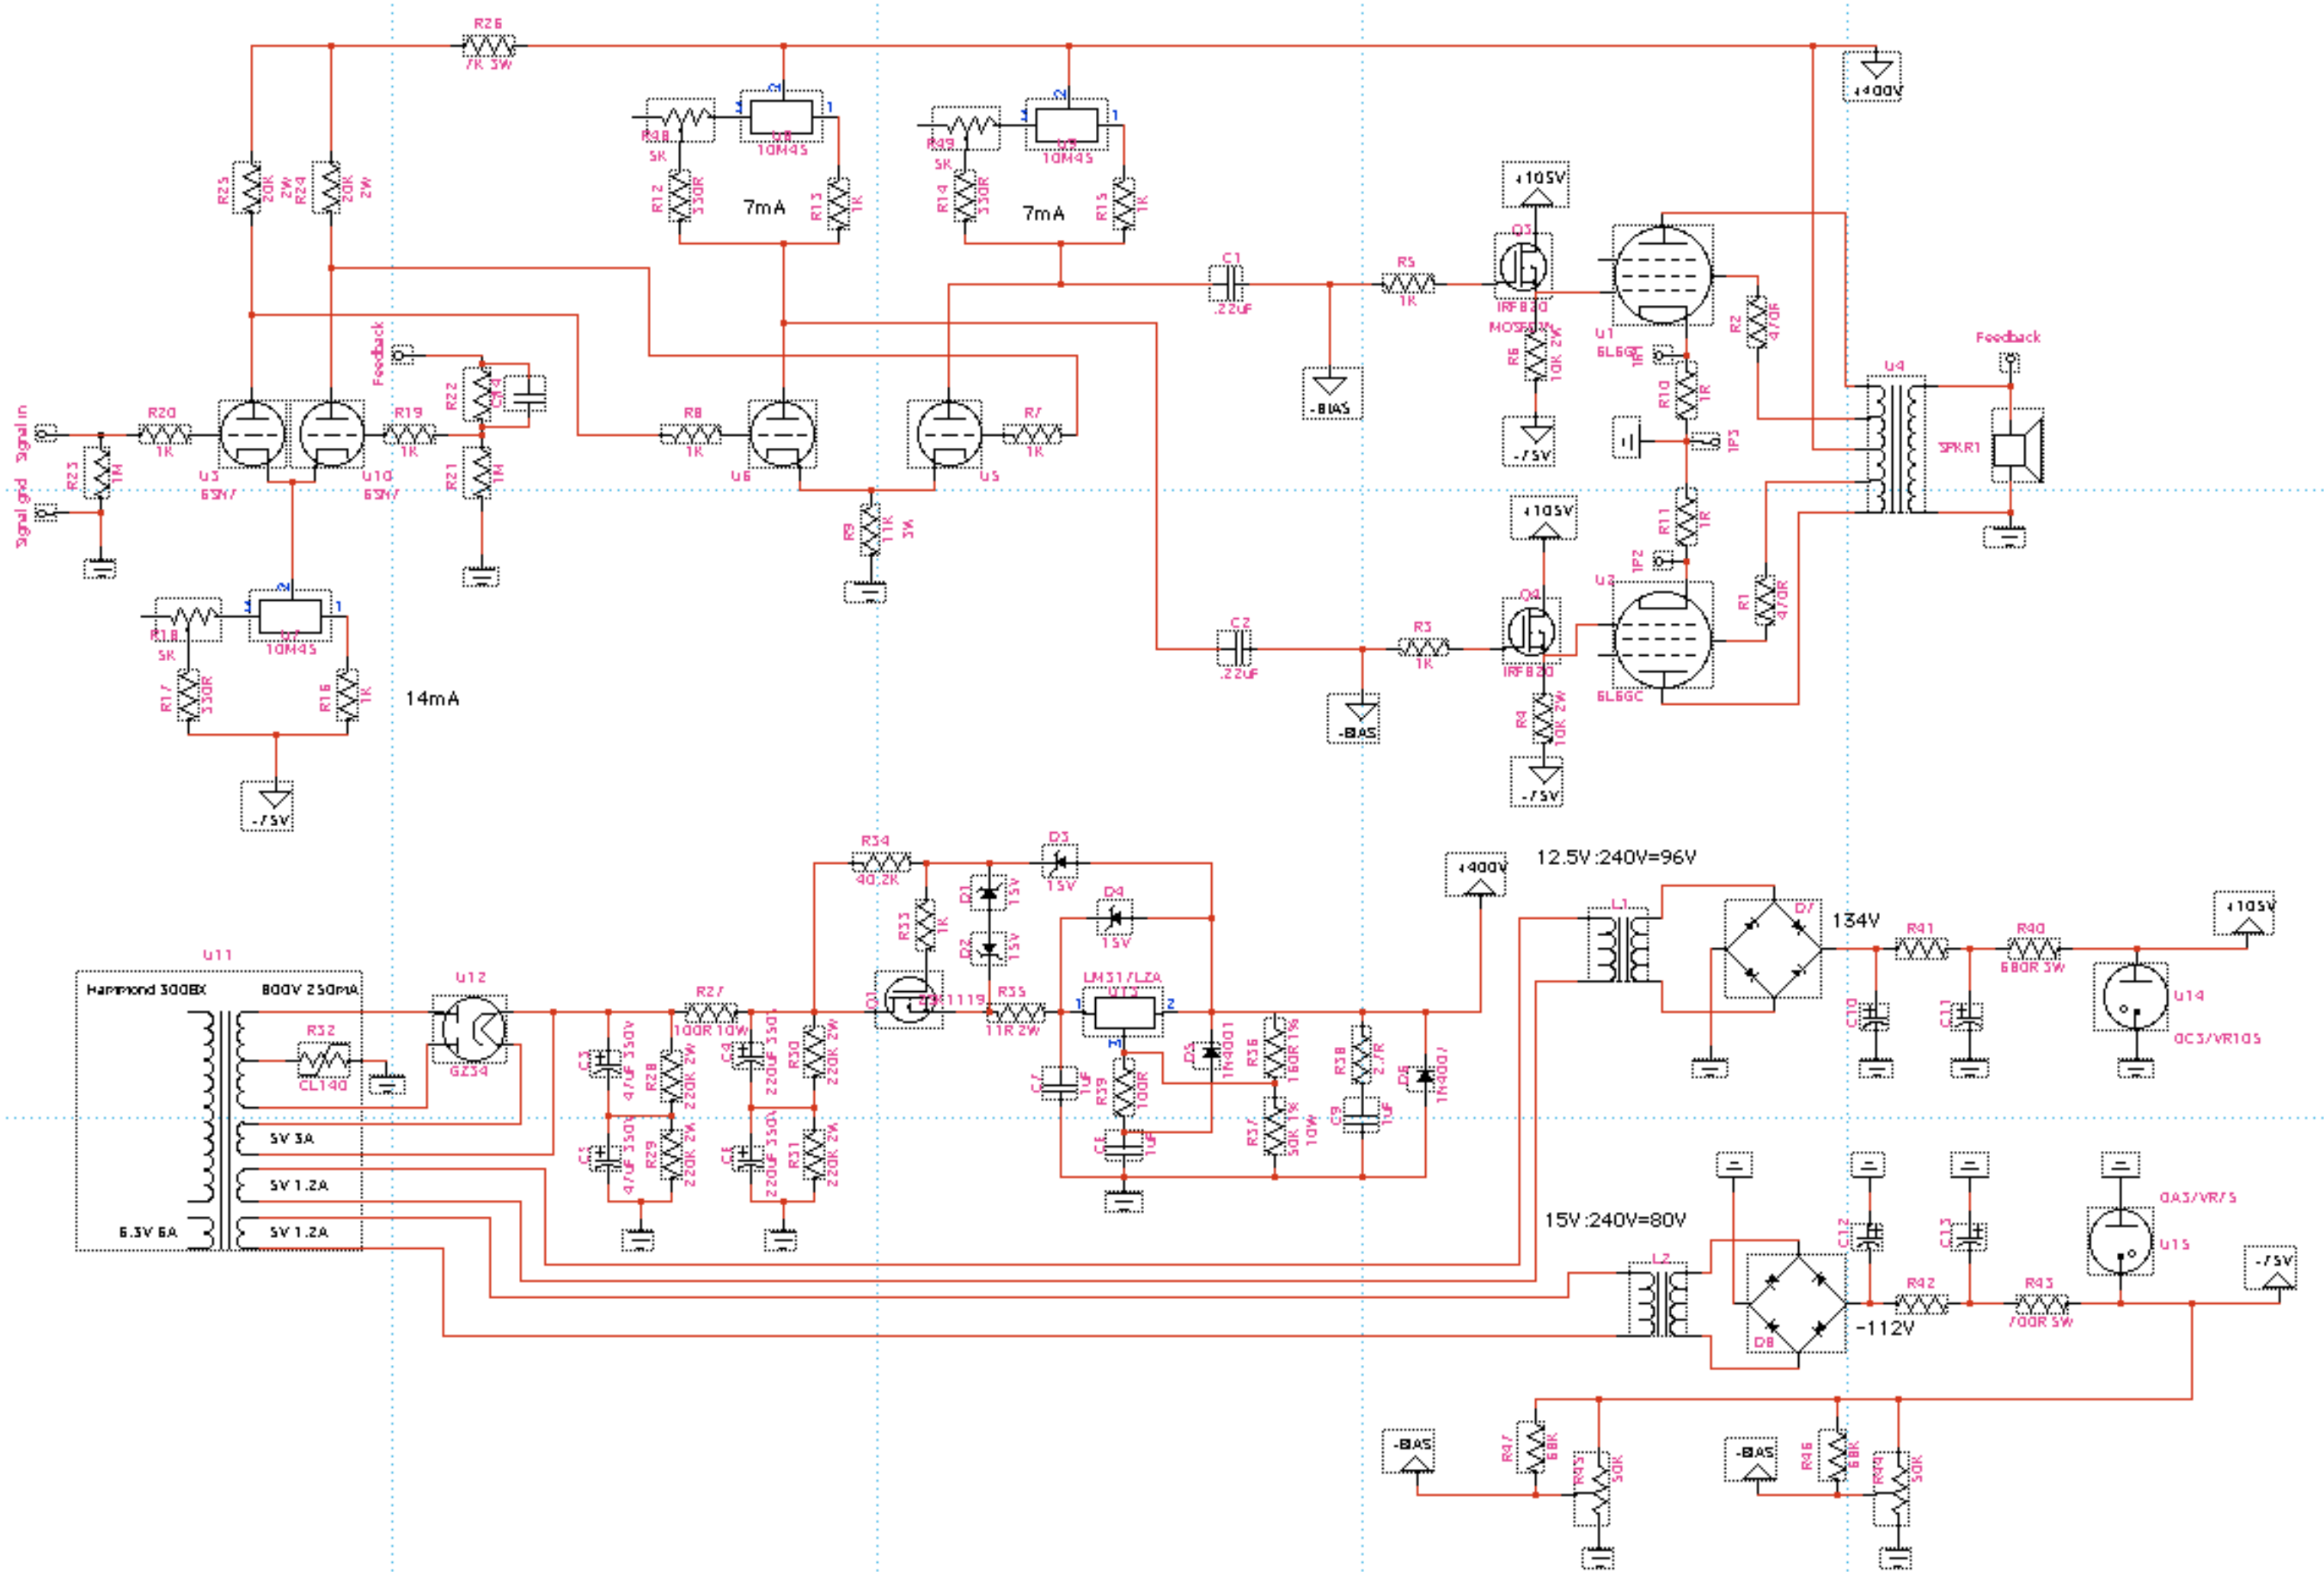 R26
7K 3W
+400V
R48
5K
U8
10M45
R49
5K
U9
10M45
R25
20K
2W
R24
20K
2W
R12
330R
7mA
R13
1K
R14
330R
7mA
R15
1K
+105V
Q3
IRF820
C1
.22uF
R5
1K
-BIAS
R6
10K 2W
-75V
U1
6L6GC
R2
470R
TP1
R10
1R
TP3
U4
Feedback
SPKR1
Feedback
R22
Signal in
R20
1K
R23
1M
Signal gnd
U3
6SN7
U10
6SN7
R19
1K
R21
1M
R8
1K
U6
R7
1K
U5
R9
11K
3W
R11
1R
TP2
+105V
Q4
IRF820
U2
6L6GC
R1
470R
C2
.22uF
R3
1K
-BIAS
R4
10K 2W
-75V
R18
5K
U7
10M45
R17
330R
R16
1K
14mA
-75V
R34
40.2K
D3
15V
D1
15V
D4
15V
R33
1K
D2
15V
+400V
12.5V:240V=96V
L1
D7
134V
R41
R40
680R 3W
+105V
U14
0C3/VR105
C10
C11
U11
Hammond 300BX
800V 250mA
R32
CL140
5V 3A
5V 1.2A
6.3V 6A
5V 1.2A
U12
GZ34
R27
100R 10W
C3
47uF 350V
R28
220K 2W
C4
220uF 350V
R30
220K 2W
C5
47uF 350V
R29
220K 2W
220uF 350V
R31
220K 2W
Q1
2SK1119
R35
11R 2W
LM317LZA
U13
C7
1uF
R39
100R
1uF
D5
1N4001
R36
160R 1%
R37
50K 1%
10W
R38
2.7R
C9
1uF
1N4007
15V:240V=80V
L2
D8
-112V
C12
C13
R42
R43
700R 5W
0A3/VR75
U15
-75V
-BIAS
R47
68K
R45
50K
-BIAS
R46
68K
R44
50K